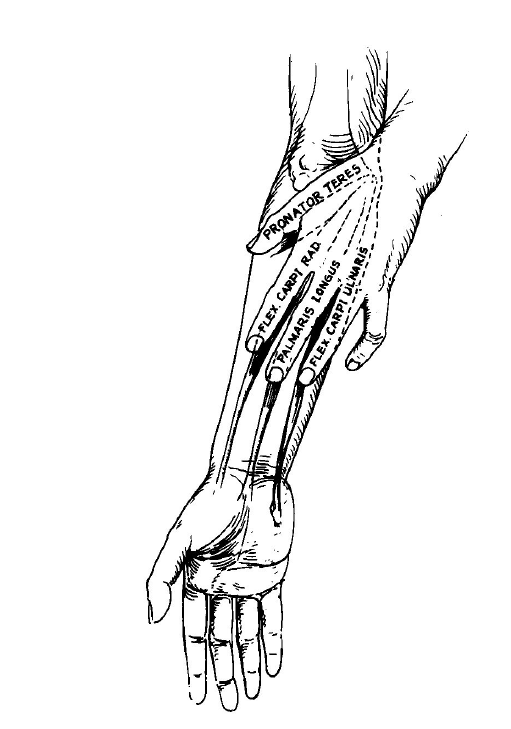 PRONATOR TERES
FLEX. CARPI RAD.
PALMARIS LONGUS
FLEX. CARPI ULNARIS